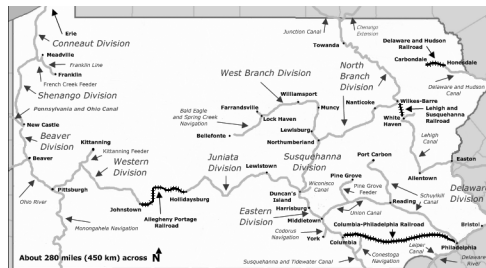 Erie
Conneaut Division
Meadville
Franklin Line
Franklin
French Creek Feeder
Shenango Division
Pennsylvania and Ohio Canal
New Castle
Beaver
Division
Beaver
Ohio River
Kittanning
Kittanning Feeder
Western
Division
Pittsburgh
Monongahela Navigation
Johnstown
Allegheny Portage
Railroad
Hollidaysburg
Juniata
Division
Lewistown
Bald Eagle
and Spring Creek
Navigation
Bellefonte
Farrandsville
Lock Haven
West Branch Division
Williamsport
Muncy
Lewisburg
Northumberland
Susquehanna
Division
Junction Canal
Chenango
Extension
Towanda
North
Branch
Division
Nanticoke
Wilkes-Barre
Lehigh and
Susquehanna
Railroad
White
Haven
Delaware and Hudson
Railroad
Carbondale
Honesdale
Delaware and
Hudson Canal
Lehigh
Canal
Easton
Allentown
Delaware
Division
Port Carbon
Pine Grove
Pine Grove
Feeder
Schuylkill
Canal
Wiconisco
Canal
Duncan's
Island
Eastern
Division
Harrisburg
Middletown
Union Canal
Reading
Codorus
Navigation
York
Columbia
Columbia-Philadelphia Railroad
Conestoga
Navigation
Susquehanna and Tidewater Canal
Leiper
Canal
Bristol
Philadelphia
Delaware
River
About 280 miles (450 km) across
N